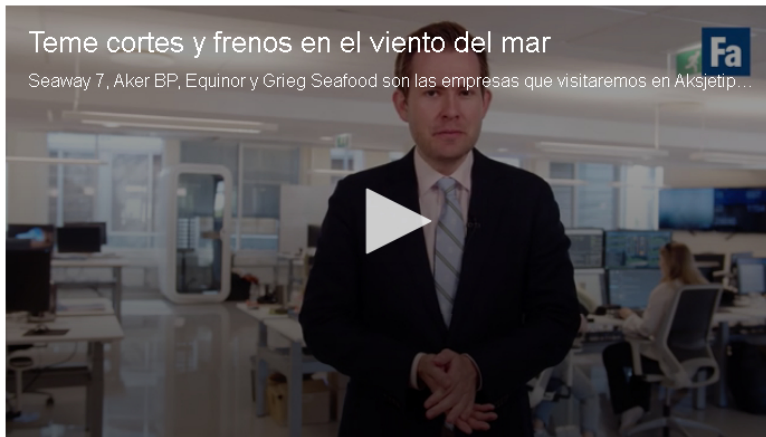 Teme cortes y frenos en el viento del mar
Fa
Seaway 7, Aker BP, Equinor y Grieg Seafood son las empresas que visitaremos en Aksjetip...